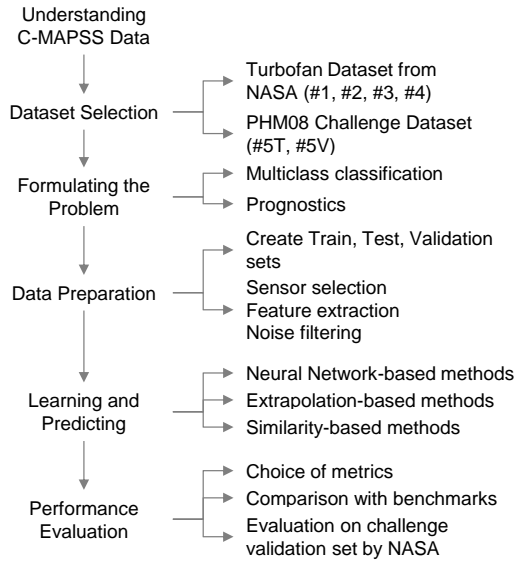 Understanding
C-MAPSS Data
Dataset Selection
Turbofan Dataset from
NASA (#1, #2, #3, #4)
PHM08 Challenge Dataset
(#5T, #5V)
Formulating the
Problem
Multiclass classification
Prognostics
Data Preparation
Create Train, Test, Validation
sets
Sensor selection
Feature extraction
Noise filtering
Learning and
Predicting
Neural Network-based methods
Extrapolation-based methods
Similarity-based methods
Performance
Evaluation
Choice of metrics
Comparison with benchmarks
Evaluation on challenge
validation set by NASA